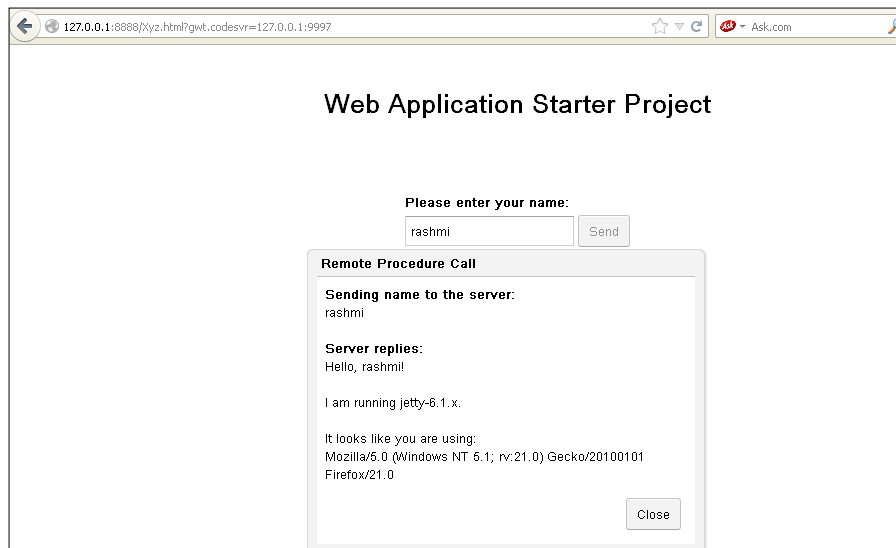 127.0.0.1:8888/Xyz.html?gwt.codesvr=127.0.0.1:9997
Ask Ask.com
Web Application Starter Project
Please enter your name:
rashmi Send
Remote Procedure Call
Sending name to the server:
rashmi
Server replies:
Hello, rashmi!
I am running jetty-6.1.x.
It looks like you are using:
Mozilla/5.0 (Windows NT 5.1; rv:21.0) Gecko/20100101
Firefox/21.0
Close